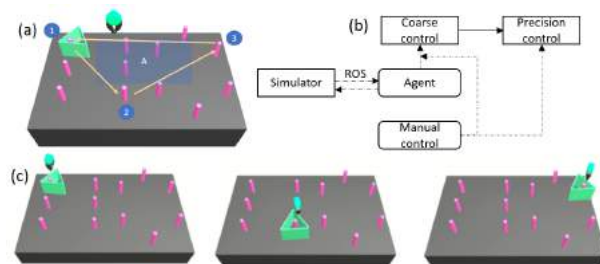 (a)
1
3
A
2
(b)
Coarse
control
Precision
control
Simulator
ROS
Agent
Manual
control
(c)